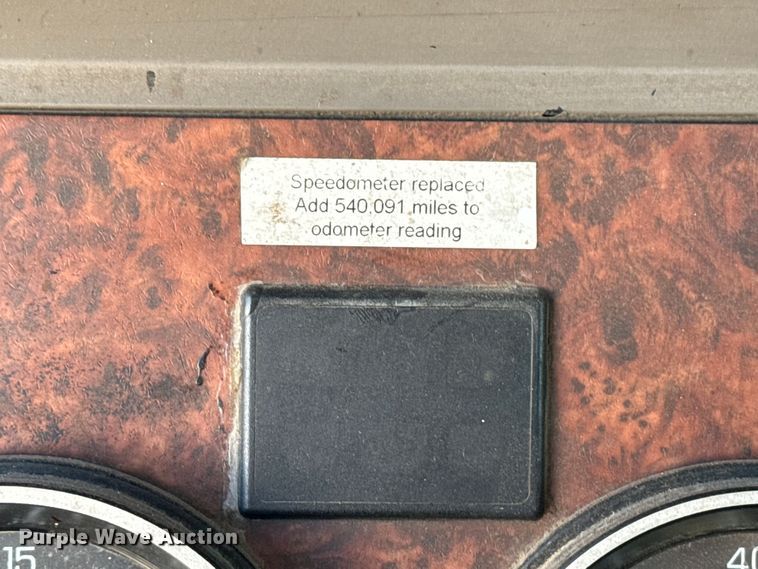 Speedometer replaced
Add 540,091 miles to
odometer reading
15
40
Purple Wave Auction